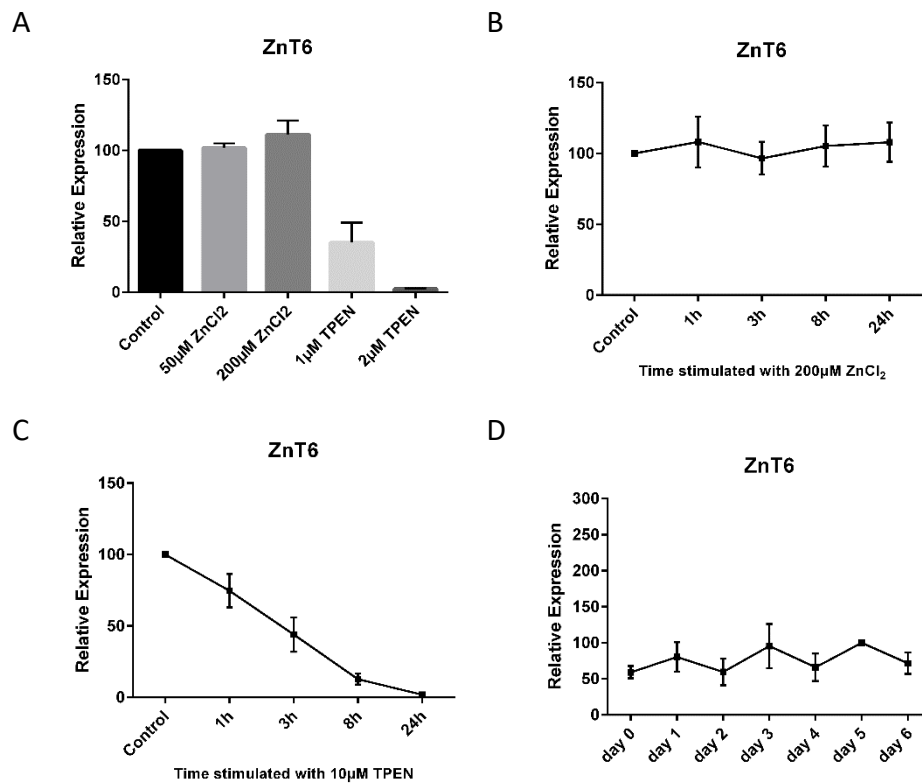 A
ZnT6
Relative Expression
150
100
50
0
Control
50µM ZnCl2
200µM ZnCl2
1µM TPEN
2µM TPEN
B
ZnT6
Relative Expression
150
100
50
0
Control
1h
3h
8h
24h
Time stimulated with 200µM ZnCl₂
C
ZnT6
Relative Expression
150
100
50
0
Control
1h
3h
8h
24h
Time stimulated with 10µM TPEN
D
ZnT6
Relative Expression
300
250
200
150
100
50
0
day 0
day 1
day 2
day 3
day 4
day 5
day 6